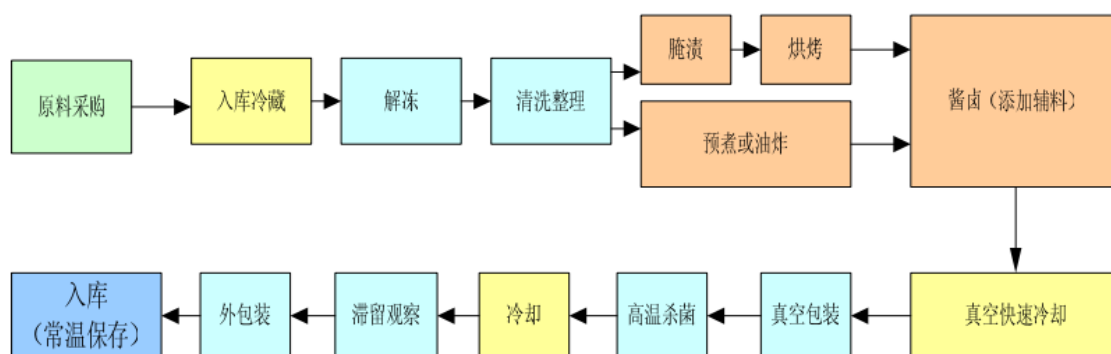 原料采购
入库冷藏
解冻
清洗整理
腌渍
烘烤
预煮或油炸
酱卤（添加辅料）
真空快速冷却
真空包装
高温杀菌
冷却
滞留观察
外包装
入库
（常温保存）